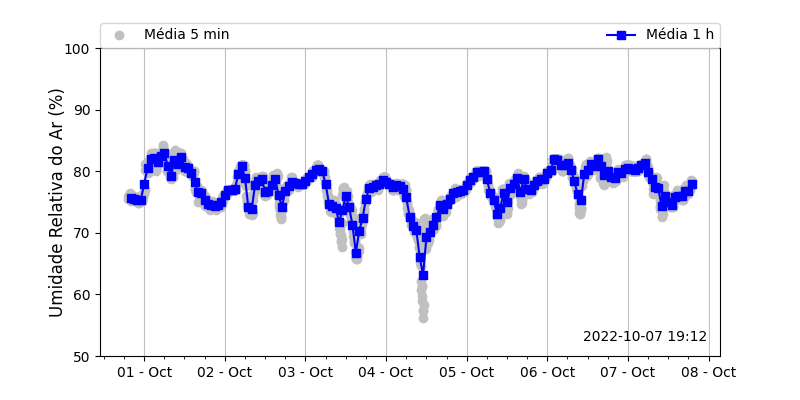 Média 5 min Média 1 h
Umidade Relativa do Ar (%)
100
90
80
70
60
50
2022-10-07 19:12
01 - Oct 02 - Oct 03 - Oct 04 - Oct 05 - Oct 06 - Oct 07 - Oct 08 - Oct